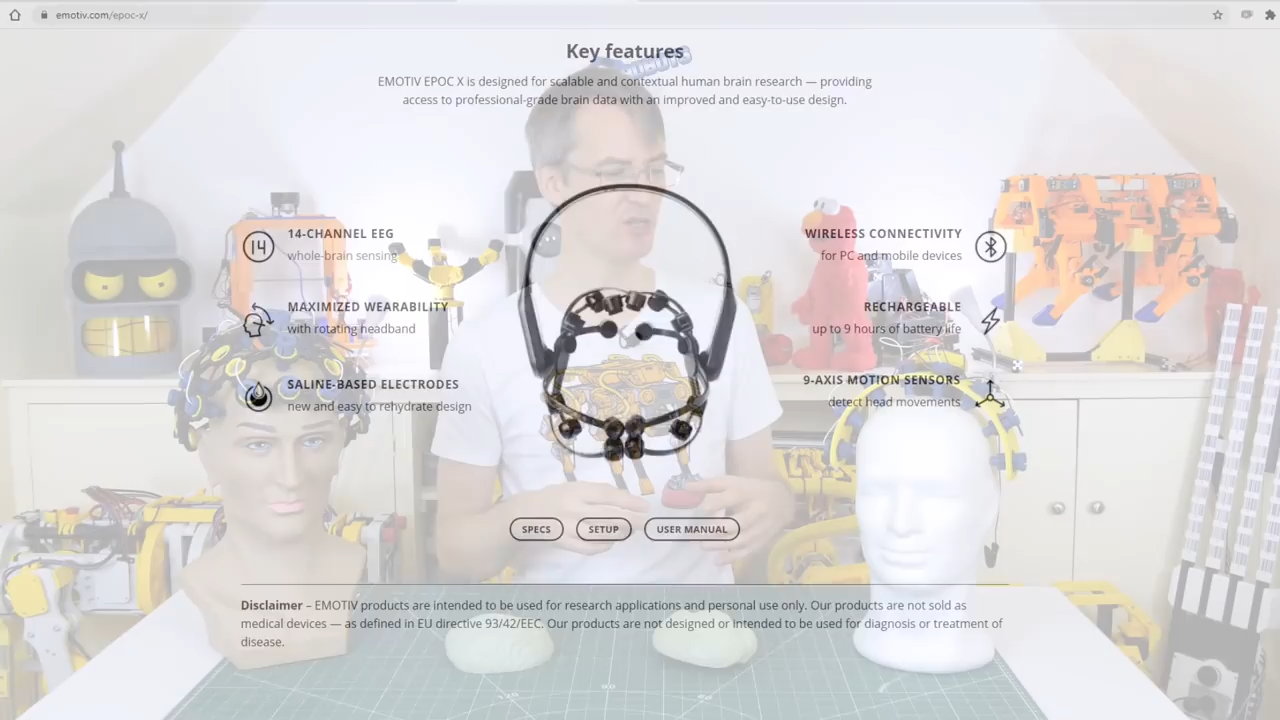 emotiv.com/epoc-x/
Key features
EMOTIV EPOC X is designed for scalable and contextual human brain research — providing
access to professional-grade brain data with an improved and easy-to-use design.
14
14-CHANNEL EEG
whole-brain sensing
MAXIMIZED WEARABILITY
with rotating headband
SALINE-BASED ELECTRODES
new and easy to rehydrate design
WIRELESS CONNECTIVITY
for PC and mobile devices
RECHARGEABLE
up to 9 hours of battery life
9-AXIS MOTION SENSORS
detect head movements
SPECS SETUP USER MANUAL
Disclaimer – EMOTIV products are intended to be used for research applications and personal use only. Our products are not sold as
medical devices — as defined in EU directive 93/42/EEC. Our products are not designed or intended to be used for diagnosis or treatment of
disease.